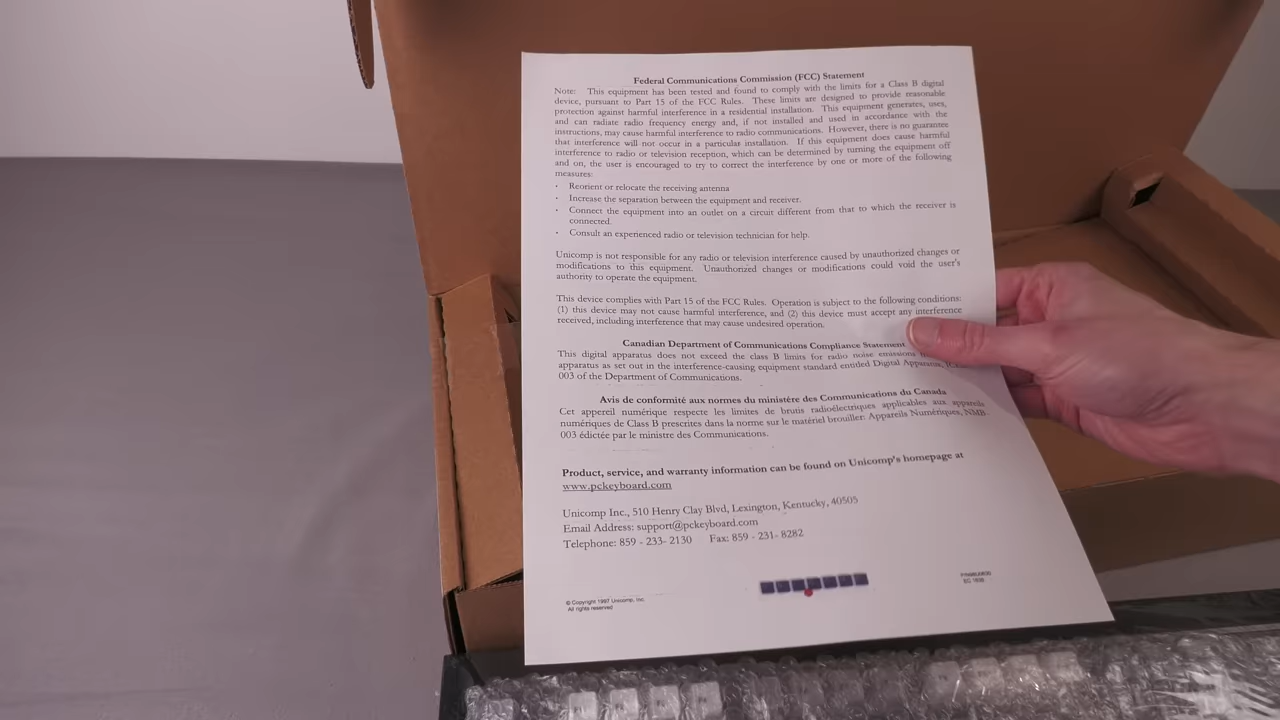 Federal Communications Commission (FCC) Statement
Note: This equipment has been tested and found to comply with the limits for a Class B digital
device, pursuant to Part 15 of the FCC Rules. These limits are designed to provide reasonable
protection against harmful interference in a residential installation. This equipment generates, uses,
and can radiate radio frequency energy and, if not installed and used in accordance with the
instructions, may cause harmful interference to radio communications. However, there is no guarantee
that interference will not occur in a particular installation. If this equipment does cause harmful
interference to radio or television reception, which can be determined by turning the equipment off
and on, the user is encouraged to try to correct the interference by one or more of the following
measures:
· Reorient or relocate the receiving antenna
· Increase the separation between the equipment and receiver.
· Connect the equipment into an outlet on a circuit different from that to which the receiver is
connected.
· Consult an experienced radio or television technician for help.
Unicomp is not responsible for any radio or television interference caused by unauthorized changes or
modifications to this equipment. Unauthorized changes or modifications could void the user's
authority to operate the equipment.
This device complies with Part 15 of the FCC Rules. Operation is subject to the following conditions:
(1) this device may not cause harmful interference, and (2) this device must accept any interference
received, including interference that may cause undesired operation.
Canadian Department of Communications Compliance Statement
This digital apparatus does not exceed the class B limits for radio noise emissions
apparatus as set out in the interference-causing equipment standard entitled Digital Apparatus,
003 of the Department of Communications.
Avis de conformité aux normes du ministère des Communications du Canada
Cet appereil numérique respecte les limites de brutis radioélectriques applicables aux appareils
numériques de Class B prescrites dans la norme sur le matériel brouiller: Appareils Numériques, NMB
003 édictée par le ministre des Communications.
Product, service, and warranty information can be found on Unicomp's homepage at
www.pckeyboard.com
Unicomp Inc., 510 Henry Clay Blvd, Lexington, Kentucky, 40505
Email Address: support@pckeyboard.com
Telephone: 859 - 233- 2130 Fax: 859 - 231- 8282
© Copyright 1997 Unicomp, Inc.
All rights reserved